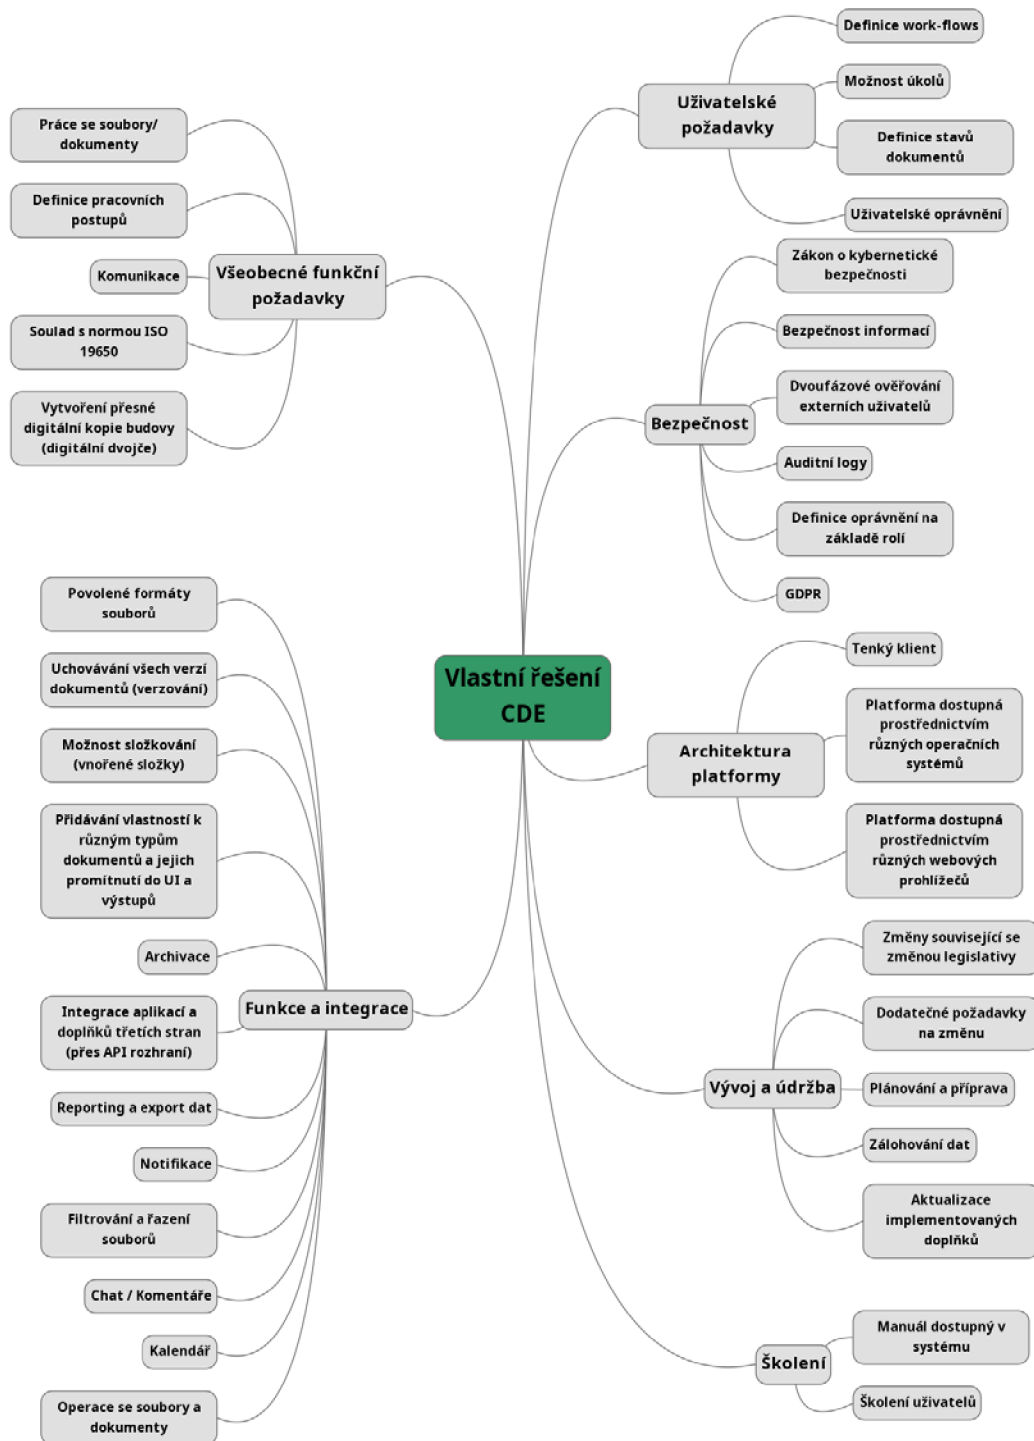 Vlastní řešení
CDE
Všeobecné funkční
požadavky
Práce se soubory/
dokumenty
Definice pracovních
postupů
Komunikace
Soulad s normou ISO
19650
Vytvoření přesné
digitální kopie budovy
(digitální dvojče)
Funkce a integrace
Povolené formáty
souborů
Uchovávání všech verzí
dokumentů (verzování)
Možnost složkování
(vnořené složky)
Přidávání vlastností k
různým typům
dokumentů a jejich
promítnutí do UI a
výstupů
Archivace
Integrace aplikací a
doplňků třetích stran
(přes API rozhraní)
Reporting a export dat
Notifikace
Filtrování a řazení
souborů
Chat / Komentáře
Kalendář
Operace se soubory a
dokumenty
Uživatelské
požadavky
Definice work-flows
Možnost úkolů
Definice stavů
dokumentů
Uživatelské oprávnění
Bezpečnost
Zákon o kybernetické
bezpečnosti
Bezpečnost informací
Dvoufázové ověřování
externích uživatelů
Auditní logy
Definice oprávnění na
základě rolí
GDPR
Architektura
platformy
Tenký klient
Platforma dostupná
prostřednictvím
různých operačních
systémů
Platforma dostupná
prostřednictvím
různých webových
prohlížečů
Vývoj a údržba
Změny související se
změnou legislativy
Dodatečné požadavky
na změnu
Plánování a příprava
Zálohování dat
Aktualizace
implementovaných
doplňků
Školení
Manuál dostupný v
systému
Školení uživatelů